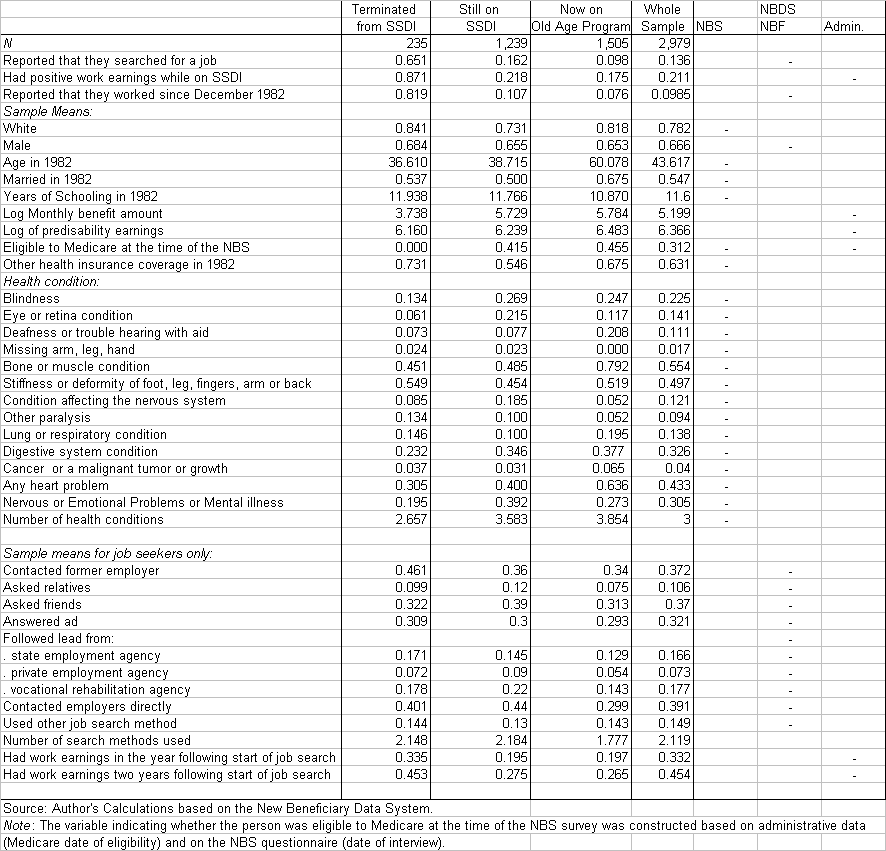 Terminated Still on Now on Whole NBDS
from SSDI SSDI Old Age Program Sample NBS NBF Admin.
N 235 1,239 1,505 2,979
Reported that they searched for a job 0.651 0.162 0.098 0.136 -
Had positive work earnings while on SSDI 0.871 0.218 0.175 0.211 -
Reported that they worked since December 1982 0.819 0.107 0.076 0.0985 -
Sample Means:
White 0.841 0.731 0.818 0.782 -
Male 0.684 0.655 0.653 0.666 -
Age in 1982 36.610 38.715 60.078 43.617 -
Married in 1982 0.537 0.500 0.675 0.547 -
Years of Schooling in 1982 11.938 11.766 10.870 11.6 -
Log Monthly benefit amount 3.738 5.729 5.784 5.199 -
Log of predisability earnings 6.160 6.239 6.483 6.366 -
Eligible to Medicare at the time of the NBS 0.000 0.415 0.455 0.312 - -
Other health insurance coverage in 1982 0.731 0.546 0.675 0.631 -
Health condition:
Blindness 0.134 0.269 0.247 0.225 -
Eye or retina condition 0.061 0.215 0.117 0.141 -
Deafness or trouble hearing with aid 0.073 0.077 0.208 0.111 -
Missing arm, leg, hand 0.024 0.023 0.000 0.017 -
Bone or muscle condition 0.451 0.485 0.792 0.554 -
Stiffness or deformity of foot, leg, fingers, arm or back 0.549 0.454 0.519 0.497 -
Condition affecting the nervous system 0.085 0.185 0.052 0.121 -
Other paralysis 0.134 0.100 0.052 0.094 -
Lung or respiratory condition 0.146 0.100 0.195 0.138 -
Digestive system condition 0.232 0.346 0.377 0.326 -
Cancer or a malignant tumor or growth 0.037 0.031 0.065 0.04 -
Any heart problem 0.305 0.400 0.636 0.433 -
Nervous or Emotional Problems or Mental illness 0.195 0.392 0.273 0.305 -
Number of health conditions 2.657 3.583 3.854 3 -
Sample means for job seekers only:
Contacted former employer 0.461 0.36 0.34 0.372 -
Asked relatives 0.099 0.12 0.075 0.106 -
Asked friends 0.322 0.39 0.313 0.37 -
Answered ad 0.309 0.3 0.293 0.321 -
Followed lead from: -
. state employment agency 0.171 0.145 0.129 0.166 -
. private employment agency 0.072 0.09 0.054 0.073 -
. vocational rehabilitation agency 0.178 0.22 0.143 0.177 -
Contacted employers directly 0.401 0.44 0.299 0.391 -
Used other job search method 0.144 0.13 0.143 0.149 -
Number of search methods used 2.148 2.184 1.777 2.119
Had work earnings in the year following start of job search 0.335 0.195 0.197 0.332 -
Had work earnings two years following start of job search 0.453 0.275 0.265 0.454 -
Source: Author's Calculations based on the New Beneficiary Data System.
Note: The variable indicating whether the person was eligible to Medicare at the time of the NBS survey was constructed based on administrative data
(Medicare date of eligibility) and on the NBS questionnaire (date of interview).